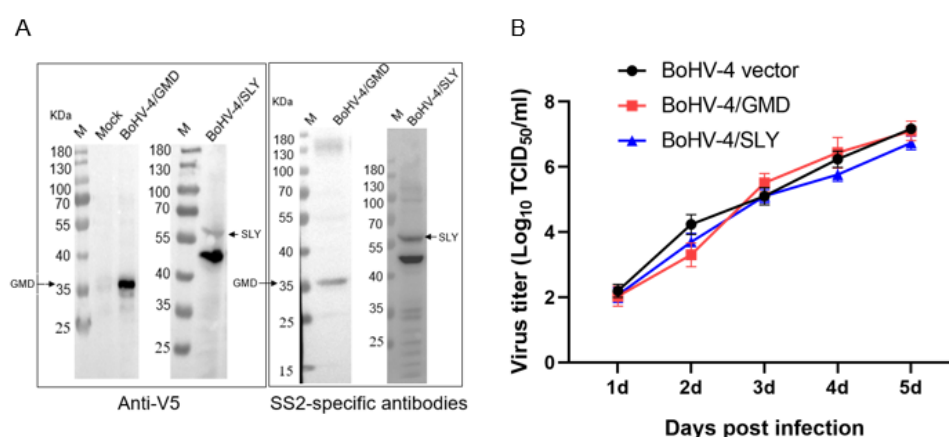 A
KDa
M
Mock
BoHV-4/GMD
180
130
100
70
55
40
35
25
GMD
M
BoHV-4/SLY
180
130
100
70
55
40
35
25
SLY
Anti-V5
KDa
M
BoHV-4/GMD
180
130
100
70
55
40
35
25
15
GMD
M
BoHV-4/SLY
180
130
70
55
40
35
25
SLY
SS2-specific antibodies
B
BoHV-4 vector
BoHV-4/GMD
BoHV-4/SLY
Virus titer (Log10 TCID50/ml)
8
6
4
2
0
1d 2d 3d 4d 5d
Days post infection